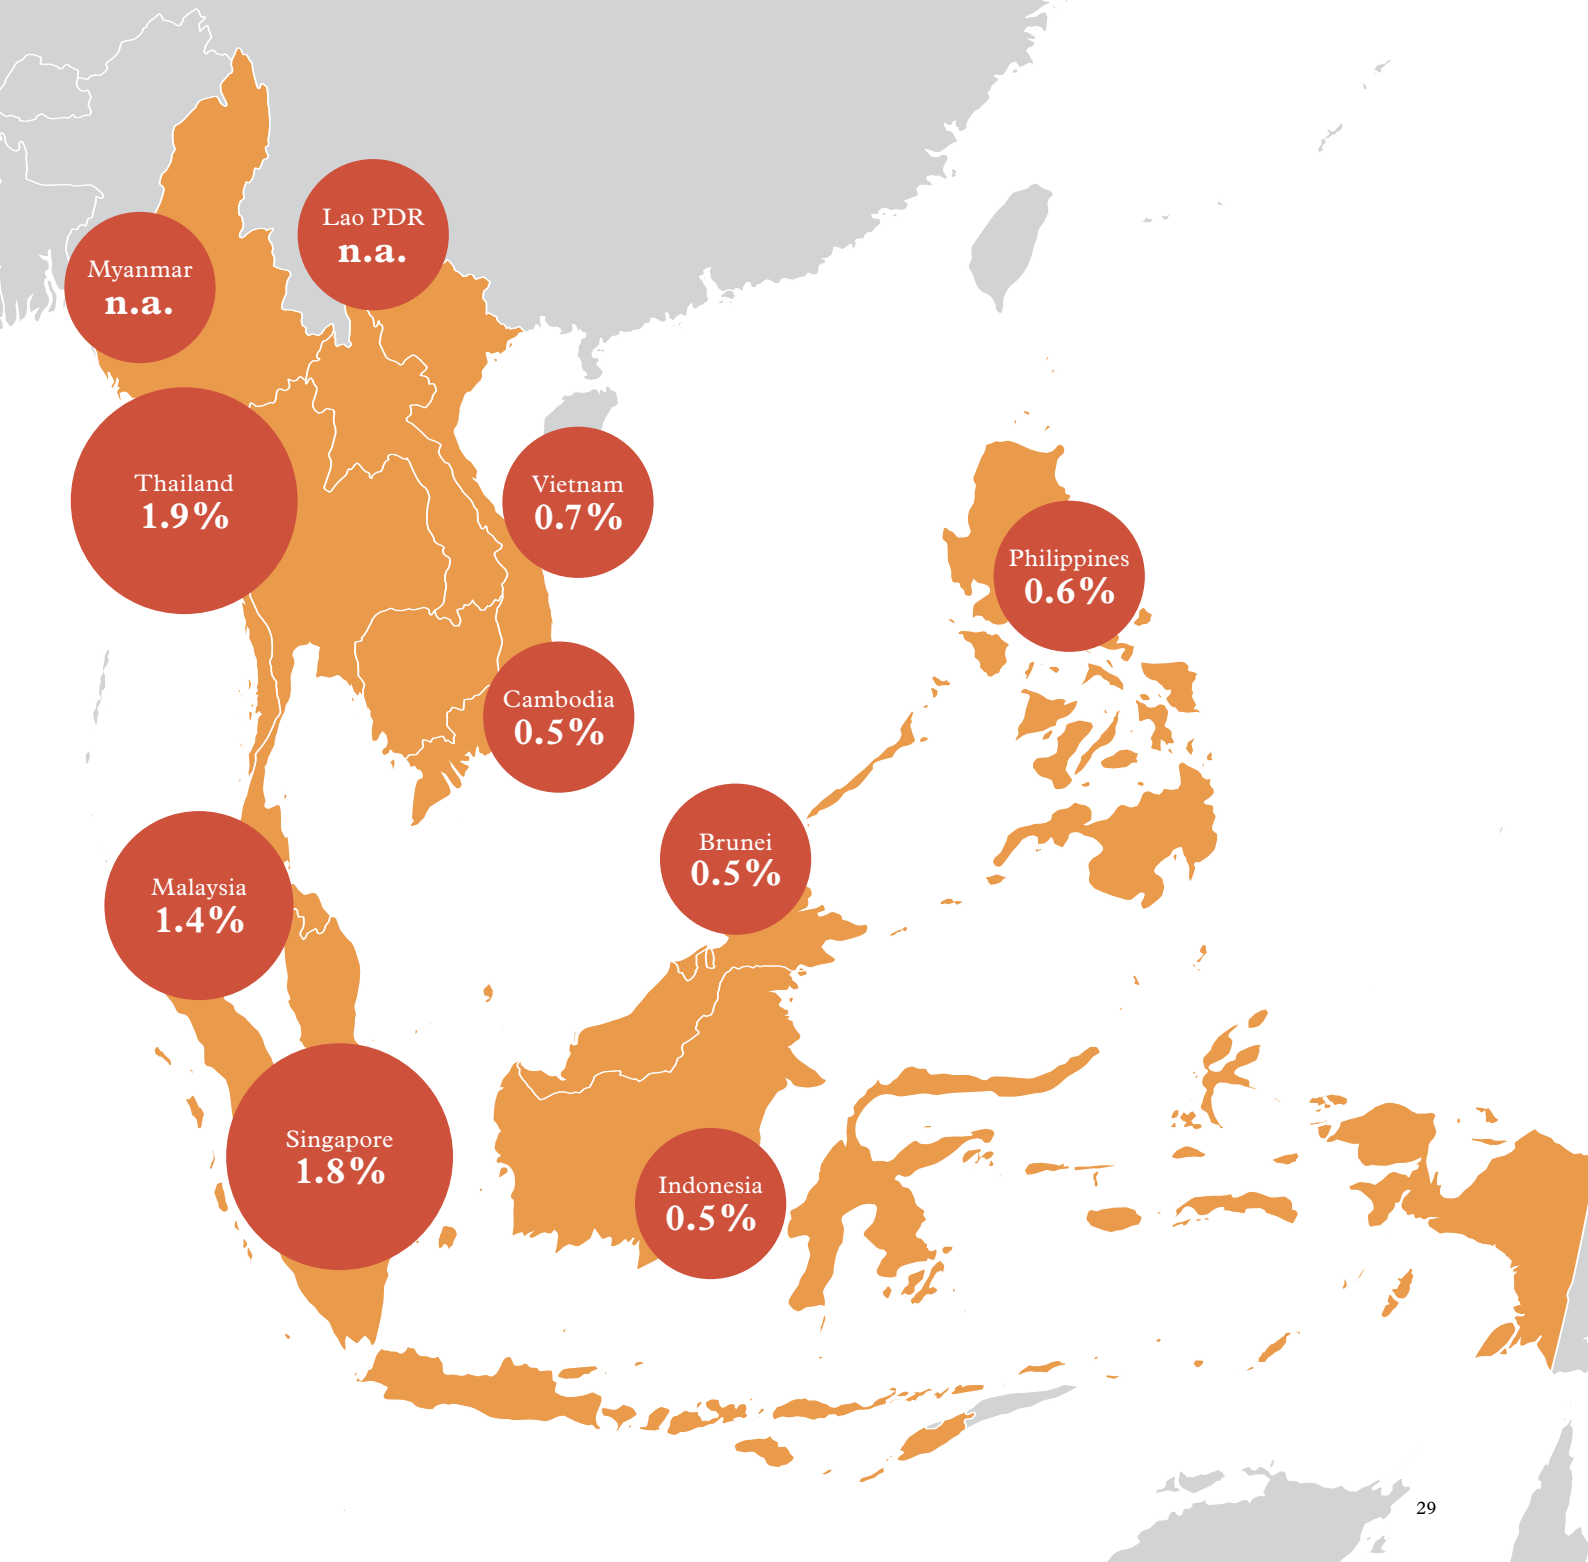 Lao PDR
n.a.
Myanmar
n.a.
Thailand
1.9%
Vietnam
0.7%
Philippines
0.6%
Cambodia
0.5%
Brunei
0.5%
Malaysia
1.4%
Singapore
1.8%
Indonesia
0.5%
29